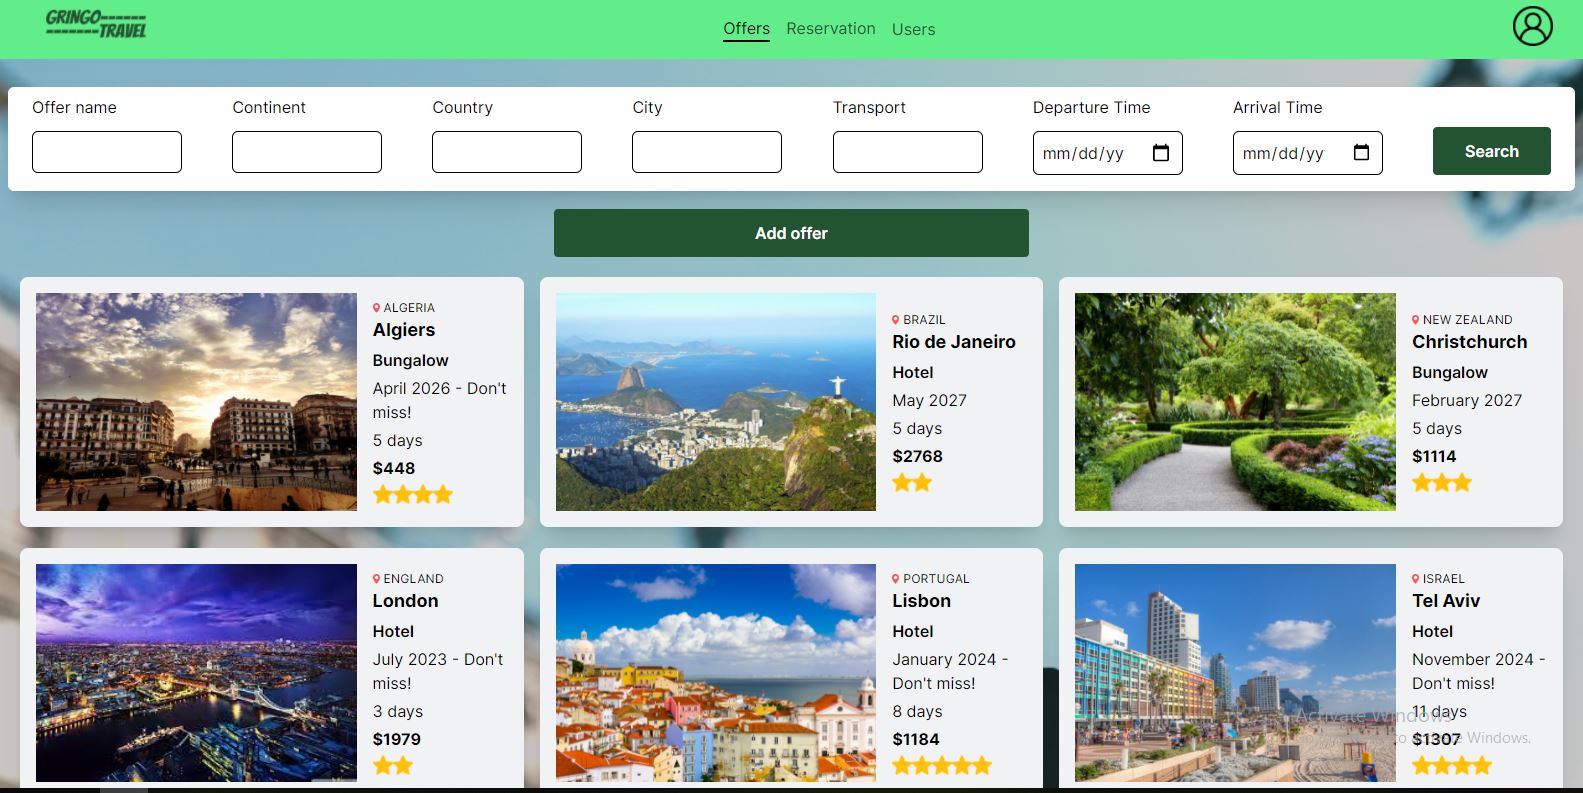 GRINGO------
-------TRAVEL
Offers Reservation Users
Offer name Continent Country City Transport Departure Time Arrival Time
mm/dd/yy mm/dd/yy Search
Add offer
ALGERIA
Algiers
Bungalow
April 2026 - Don't
miss!
5 days
$448
BRAZIL
Rio de Janeiro
Hotel
May 2027
5 days
$2768
NEW ZEALAND
Christchurch
Bungalow
February 2027
5 days
$1114
ENGLAND
London
Hotel
July 2023 - Don't
miss!
3 days
$1979
PORTUGAL
Lisbon
Hotel
January 2024 -
Don't miss!
8 days
$1184
ISRAEL
Tel Aviv
Hotel
November 2024 -
Don't miss!
11 days
$1307
Activate Windows
to activate Windows.